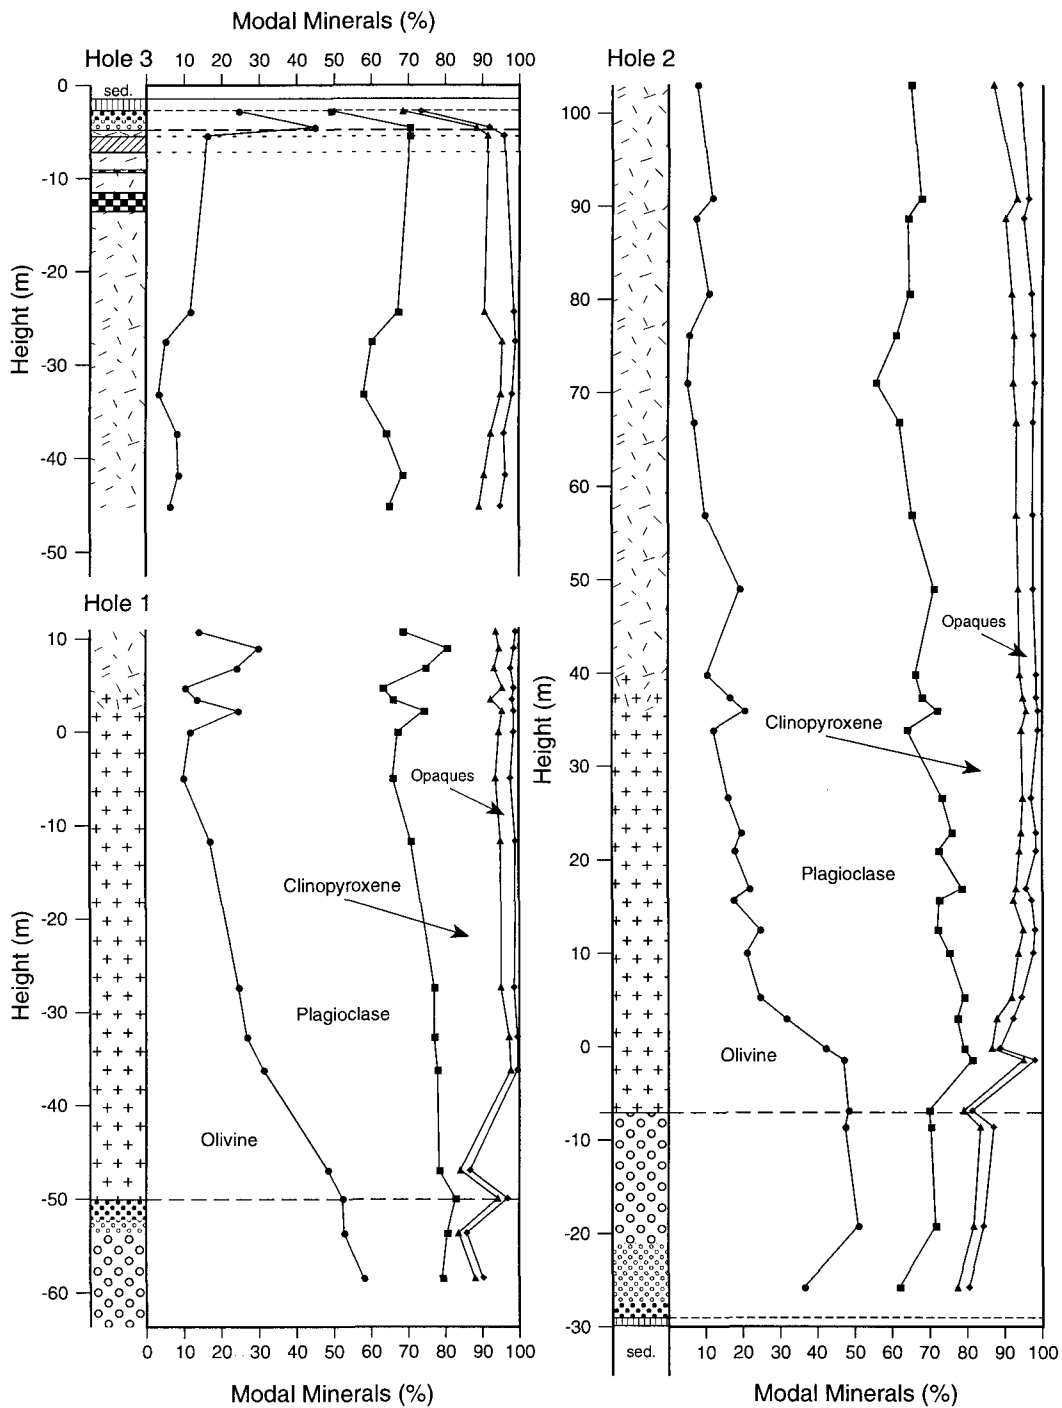 Modal Minerals (%)
Hole 3
0 10 20 30 40 50 60 70 80 90 100
Hole 2
0
sed.
-10
-20
-30
-40
-50
Height (m)
Hole 1
10
0
-10
-20
-30
-40
-50
-60
Height (m)
Opaques
Clinopyroxene
Plagioclase
Olivine
0 10 20 30 40 50 60 70 80 90 100
Modal Minerals (%)
100
90
80
70
60
50
40
30
20
10
0
-10
-20
-30
Height (m)
Opaques
Clinopyroxene
Plagioclase
Olivine
sed.
10 20 30 40 50 60 70 80 90 100
Modal Minerals (%)